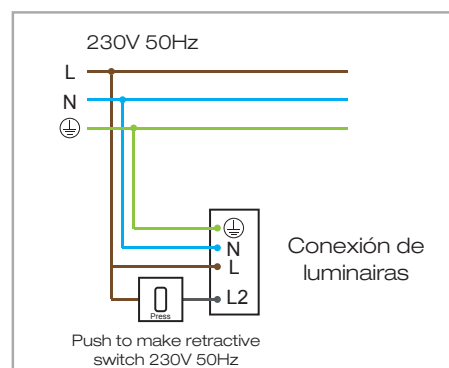 230V 50Hz
L
N
N
L
L2
Conexión de
luminairas
Press
Push to make retractive
switch 230V 50Hz